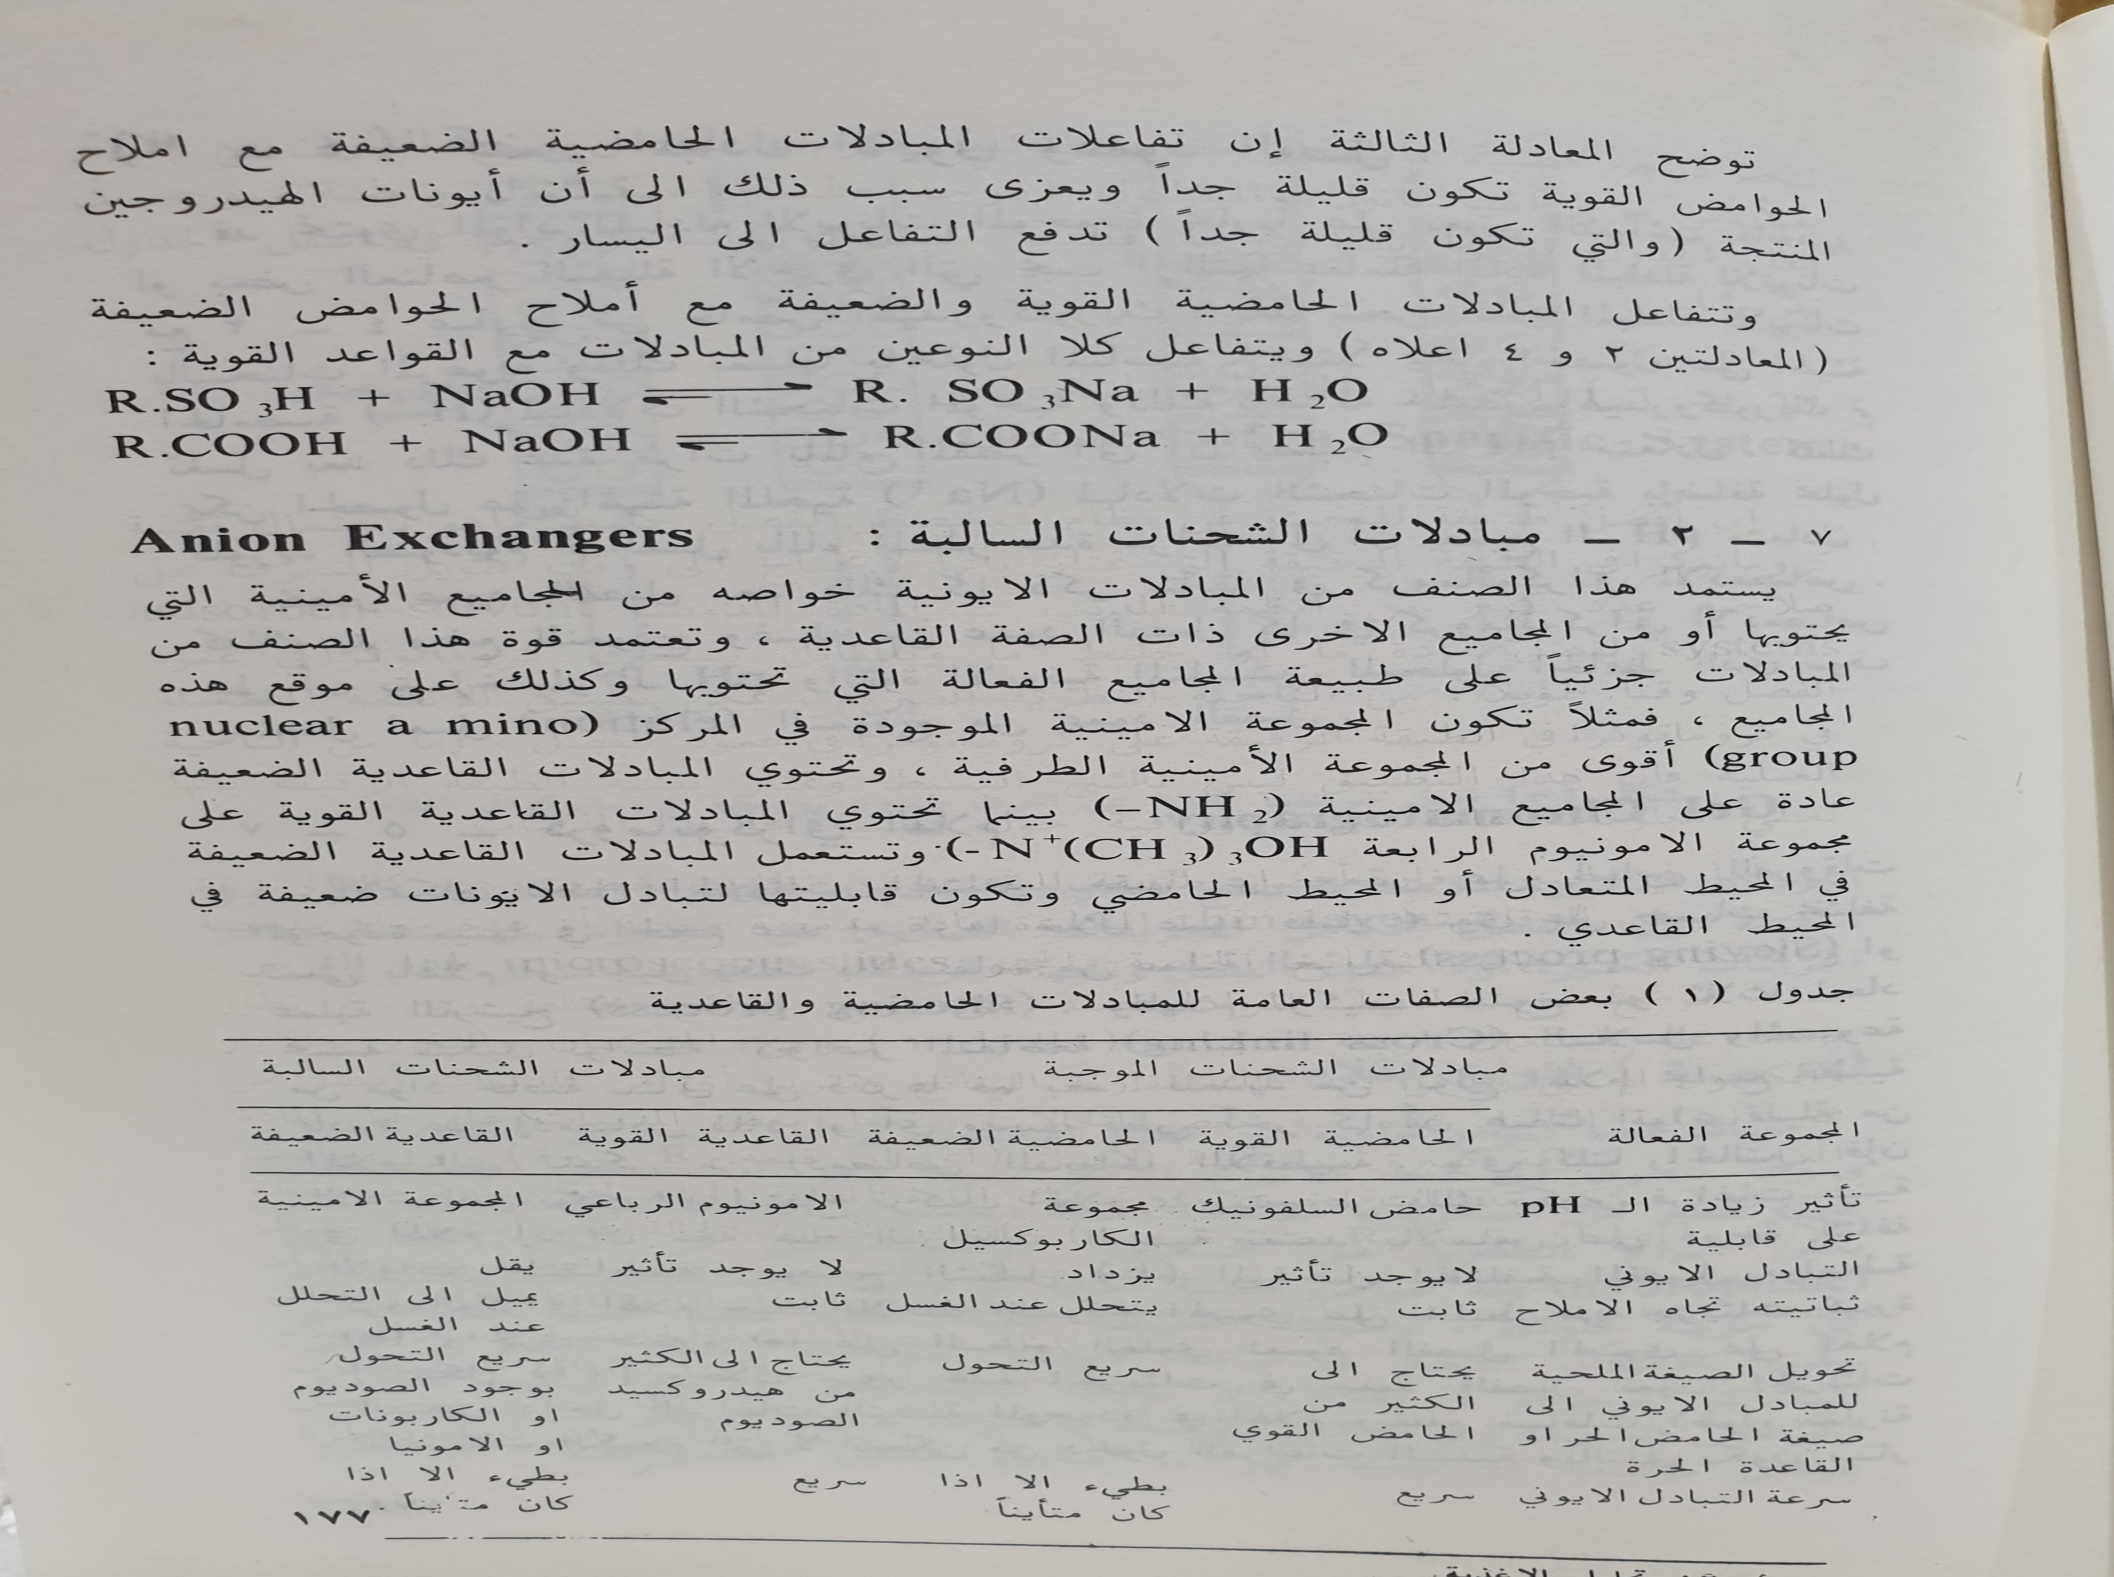 توضح المعادلة الثالثة إن تفاعلات المبادلات الحامضية الضعيفة مع املاح
الحوامض القوية تكون قليلة جداً ويعزى سبب ذلك الى أن أيونات الهيدروجين
المنتجة (والتي تكون قليلة جداً) تدفع التفاعل الى اليسار .
وتتفاعل المبادلات الحامضية القوية والضعيفة مع أملاح الحوامض الضعيفة
(المعادلتين ٢ و ٤ اعلاه) ويتفاعل كلا النوعين من المبادلات مع القواعد القوية :
R.SO₃H + NaOH ⇌ R. SO₃Na + H₂O
R.COOH + NaOH ⇌ R.COONa + H₂O
٧ – ٢ – مبادلات الشحنات السالبة : Anion Exchangers
يستمد هذا الصنف من المبادلات الايونية خواصه من المجاميع الأمينية التي
يحتويها أو من المجاميع الاخرى ذات الصفة القاعدية ، وتعتمد قوة هذا الصنف من
المبادلات جزئياً على طبيعة المجاميع الفعالة التي تحتويها وكذلك على موقع هذه
المجاميع ، فمثلاً تكون المجموعة الامينية الموجودة في المركز (nuclear a mino
group) أقوى من المجموعة الأمينية الطرفية ، وتحتوي المبادلات القاعدية الضعيفة
عادة على المجاميع الامينية (–NH₂) بينما تحتوي المبادلات القاعدية القوية على
مجموعة الامونيوم الرابعة (-N⁺(CH₃)₃OH وتستعمل المبادلات القاعدية الضعيفة
في المحيط المتعادل أو المحيط الحامضي وتكون قابليتها لتبادل الايونات ضعيفة في
المحيط القاعدي .
جدول (١) بعض الصفات العامة للمبادلات الحامضية والقاعدية
مبادلات الشحنات الموجبة مبادلات الشحنات السالبة
المجموعة الفعالة الحامضية القوية الحامضية الضعيفة القاعدية القوية القاعدية الضعيفة
تأثير زيادة الـ pH حامض السلفونيك مجموعة الامونيوم الرباعي المجموعة الامينية
على قابلية الكاربوكسيل
التبادل الايوني لايوجد تأثير يزداد لا يوجد تأثير يقل
ثباتيته تجاه الاملاح ثابت يتحلل عند الغسل ثابت يميل الى التحلل
عند الغسل
تحويل الصيغة الملحية يحتاج الى سريع التحول يحتاج الى الكثير سريع التحول
للمبادل الايوني الى الكثير من من هيدروكسيد بوجود الصوديوم
صيغة الحامض الحر او الحامض القوي الصوديوم او الكاربونات
القاعدة الحرة او الامونيا
سرعة التبادل الايوني سريع بطيء الا اذا سريع بطيء الا اذا
كان متأيناً كان متأيناً
١٧٧